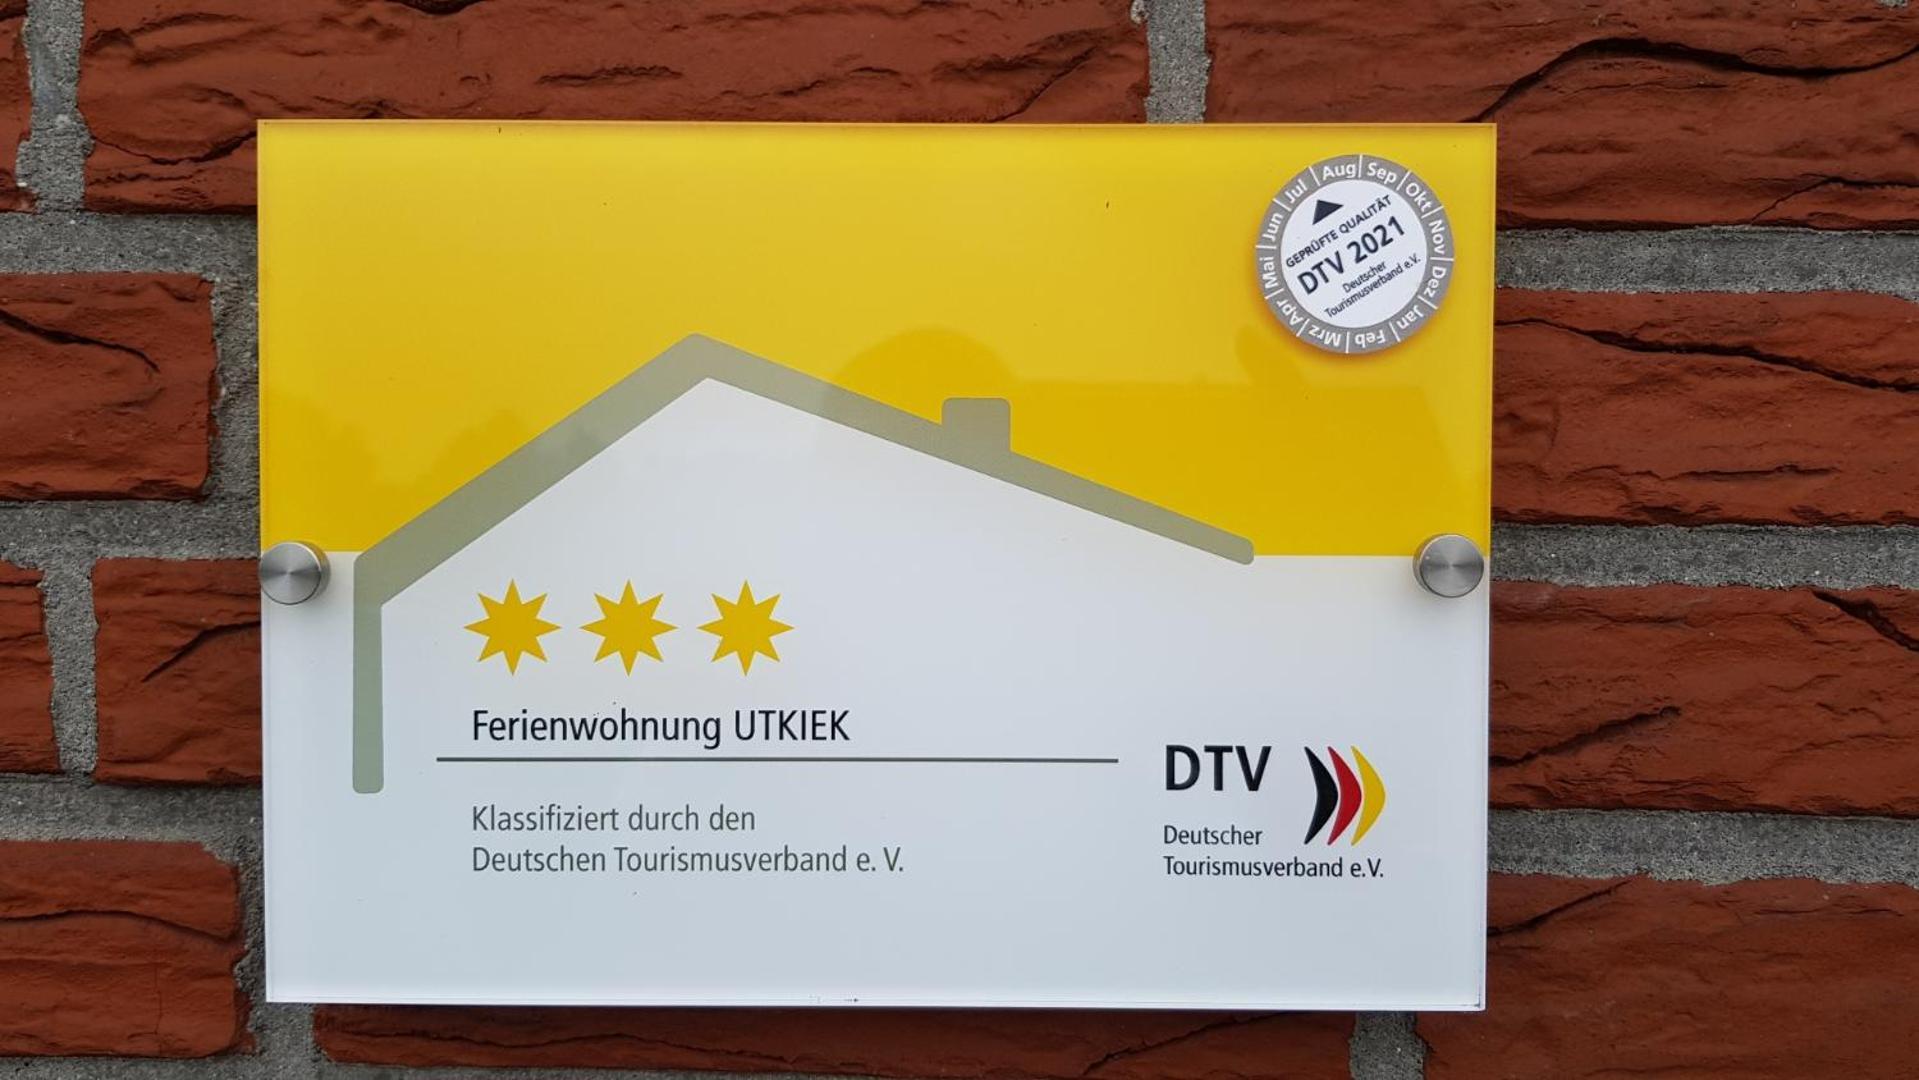 Jan Feb Mrz Apr Mai Jun Jul Aug Sep Okt Nov Dez
GEPRÜFTE QUALITÄT
DTV 2021
Deutscher
Tourismusverband e.V.
Ferienwohnung UTKIEK
Klassifiziert durch den
Deutschen Tourismusverband e. V.
DTV
Deutscher
Tourismusverband e.V.